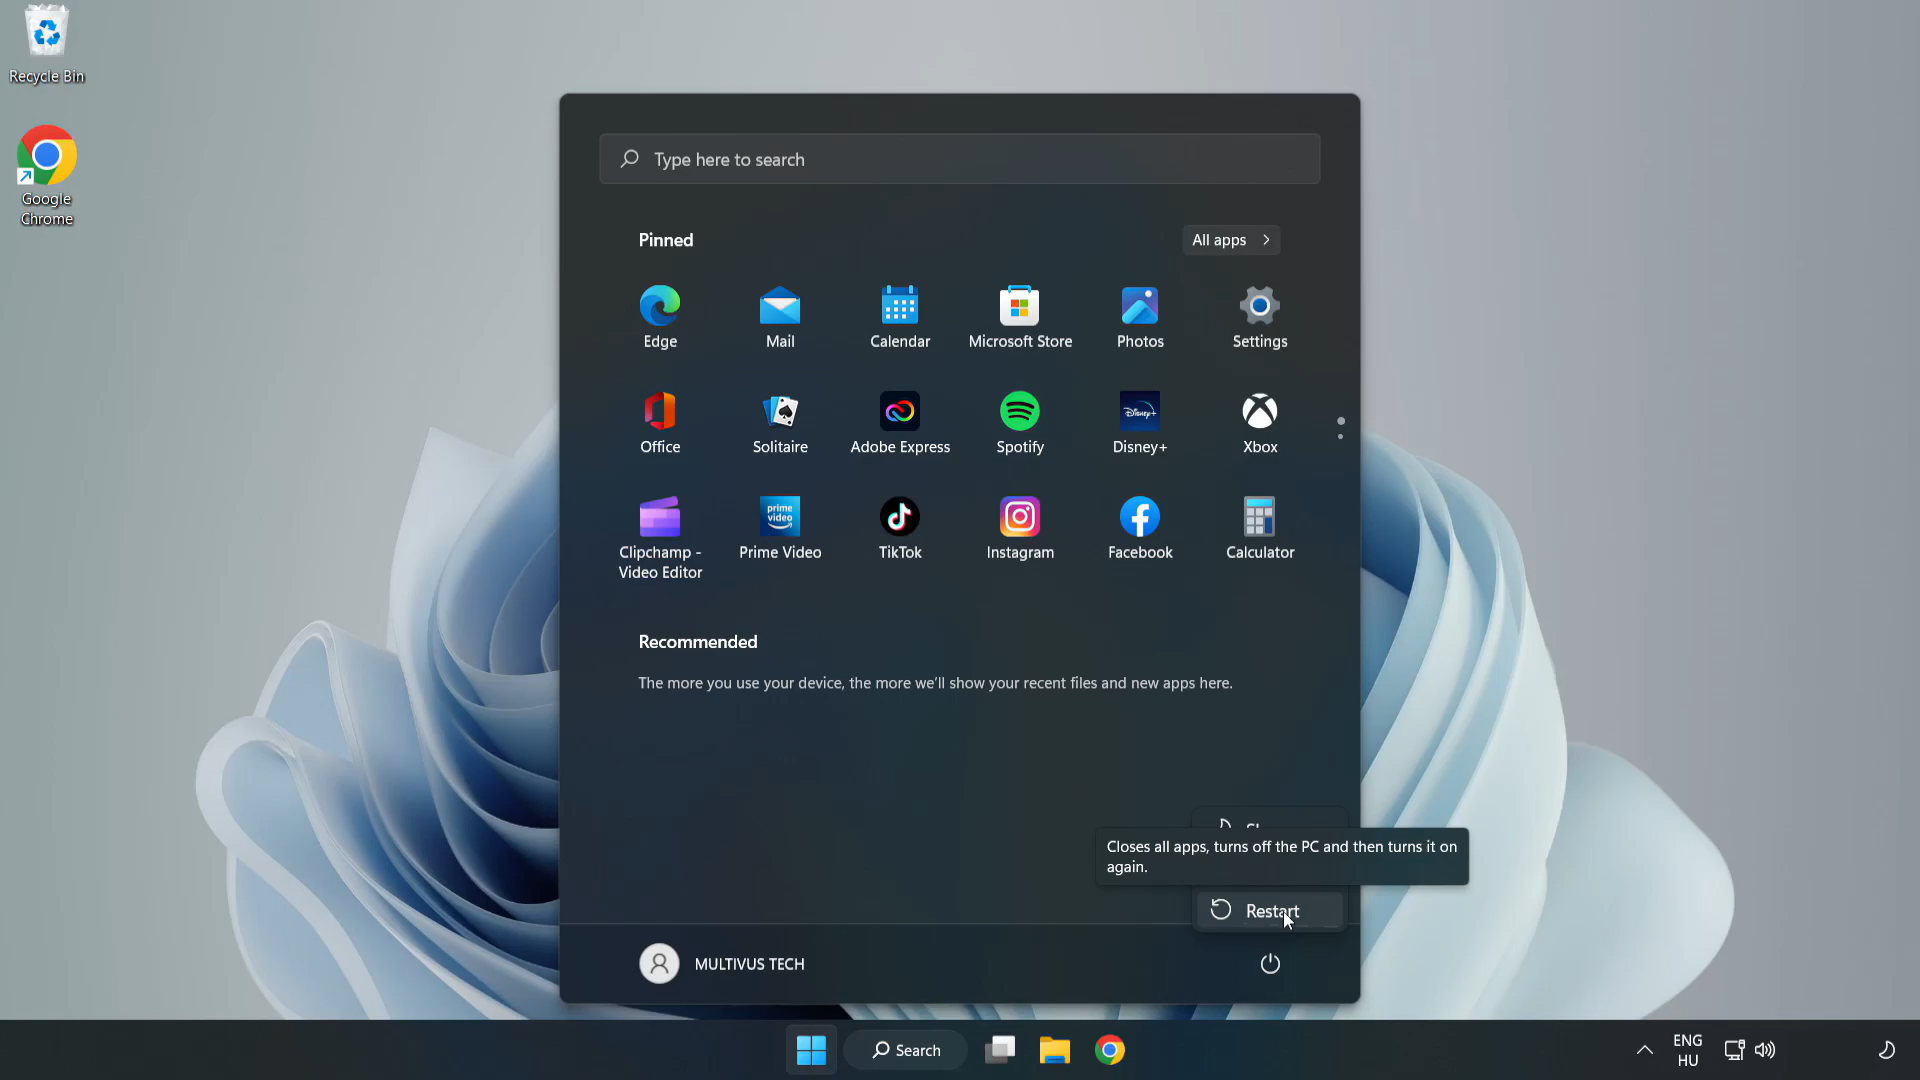 Recycle Bin
Google
Chrome
Type here to search
Pinned
All apps
Edge
Mail
Calendar
Microsoft Store
Photos
Settings
Office
Solitaire
Adobe Express
Spotify
Disney+
Disney+
Xbox
prime
video
Clipchamp -
Video Editor
Prime Video
TikTok
Instagram
Facebook
Calculator
Recommended
The more you use your device, the more we'll show your recent files and new apps here.
Closes all apps, turns off the PC and then turns it on
again.
Restart
MULTIVUS TECH
Search
ENG
HU